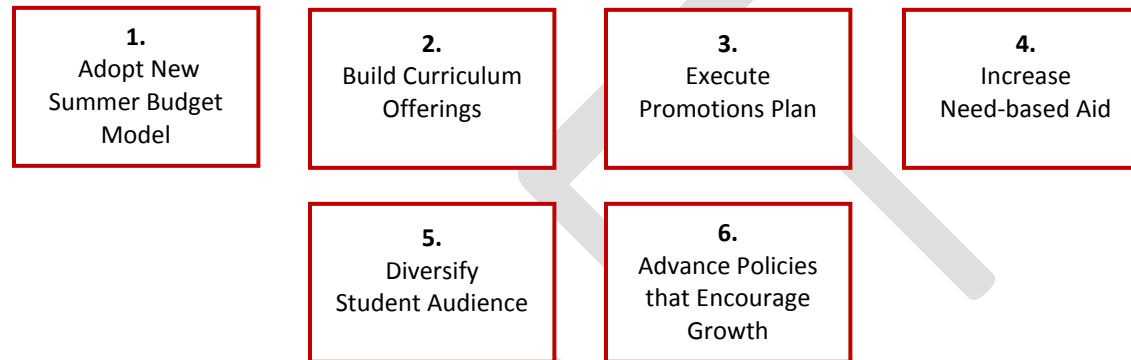 1.
Adopt New
Summer Budget
Model
2.
Build Curriculum
Offerings
3.
Execute
Promotions Plan
4.
Increase
Need-based Aid
5.
Diversify
Student Audience
6.
Advance Policies
that Encourage
Growth